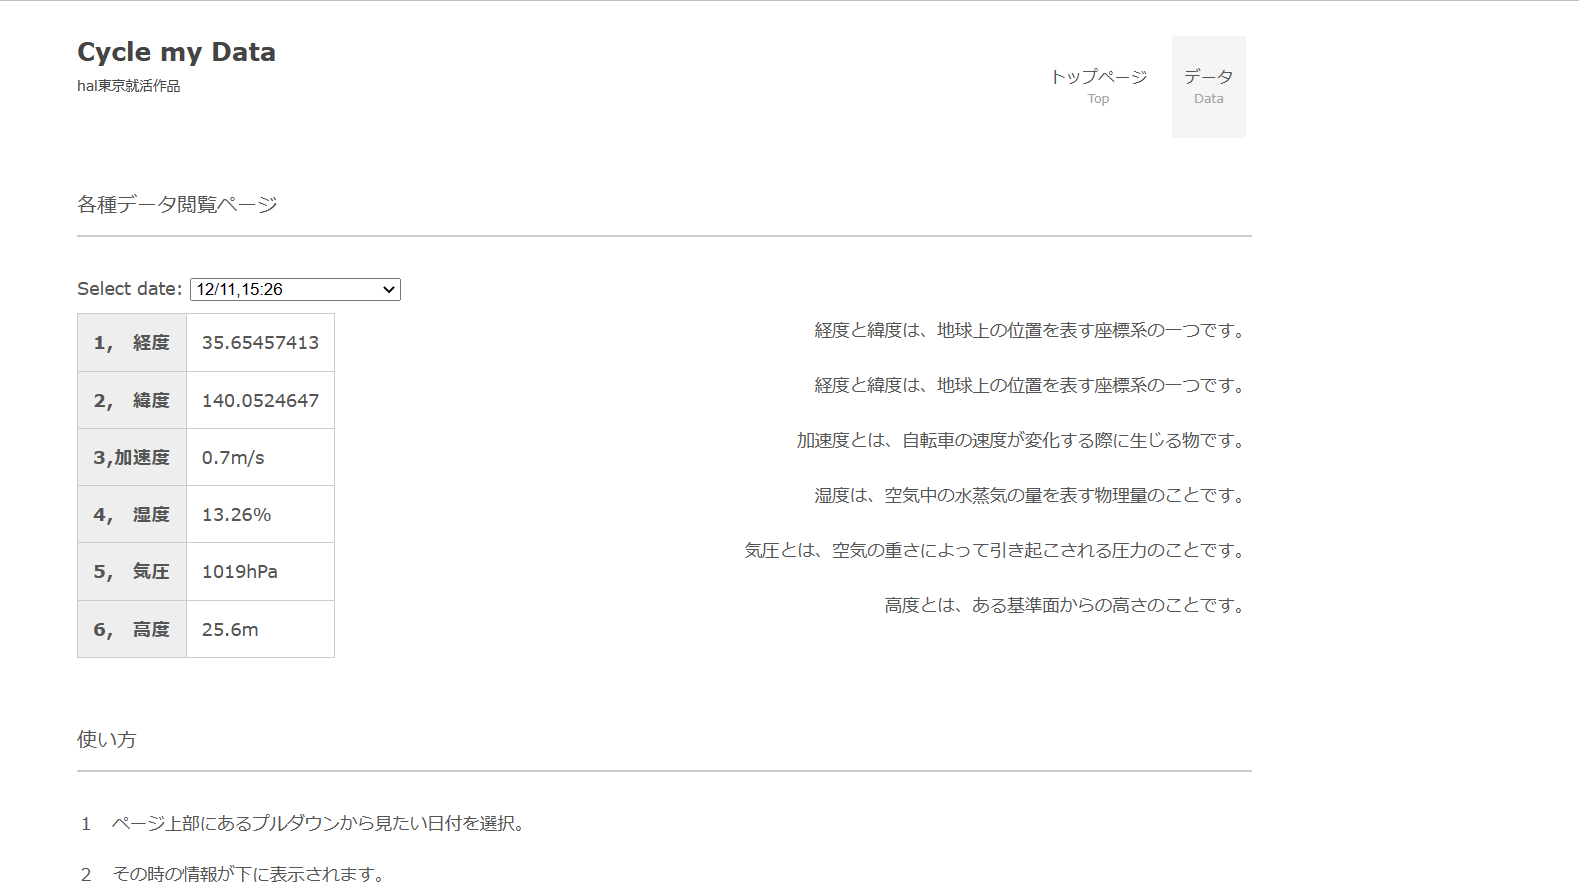 Cycle my Data
hal東京就活作品
トップページ
Top
データ
Data
各種データ閲覧ページ
Select date: 12/11,15:26
1,　経度 35.65457413
2,　緯度 140.0524647
3,加速度 0.7m/s
4,　湿度 13.26%
5,　気圧 1019hPa
6,　高度 25.6m
経度と緯度は、地球上の位置を表す座標系の一つです。
経度と緯度は、地球上の位置を表す座標系の一つです。
加速度とは、自転車の速度が変化する際に生じる物です。
湿度は、空気中の水蒸気の量を表す物理量のことです。
気圧とは、空気の重さによって引き起こされる圧力のことです。
高度とは、ある基準面からの高さのことです。
使い方
1　ページ上部にあるプルダウンから見たい日付を選択。
2　その時の情報が下に表示されます。